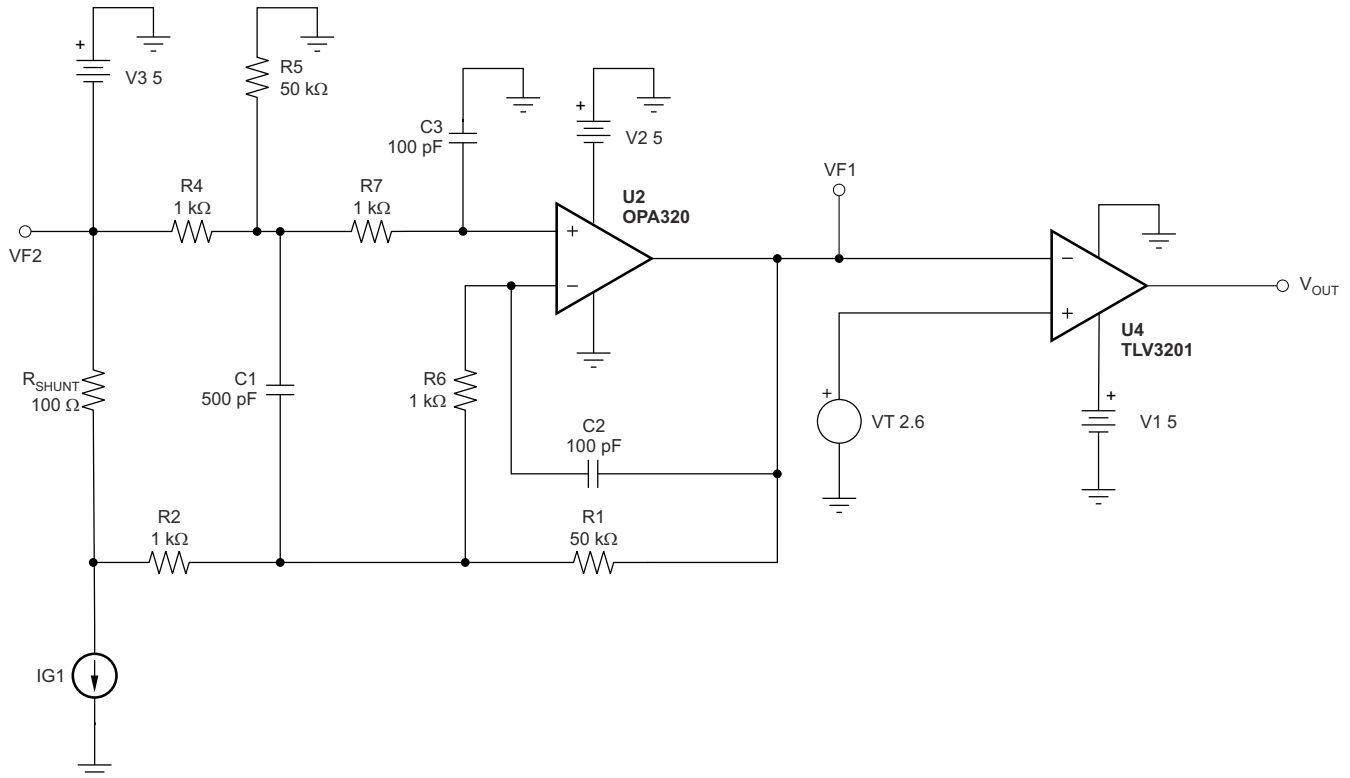 +
V3 5
R5
50 kΩ
+
V2 5
C3
100 pF
R4
1 kΩ
R7
1 kΩ
U2
OPA320
VF1
VF2
+
−
−
+
VOUT
U4
TLV3201
RSHUNT
100 Ω
C1
500 pF
R6
1 kΩ
C2
100 pF
+
VT 2.6
+
V1 5
R2
1 kΩ
R1
50 kΩ
IG1